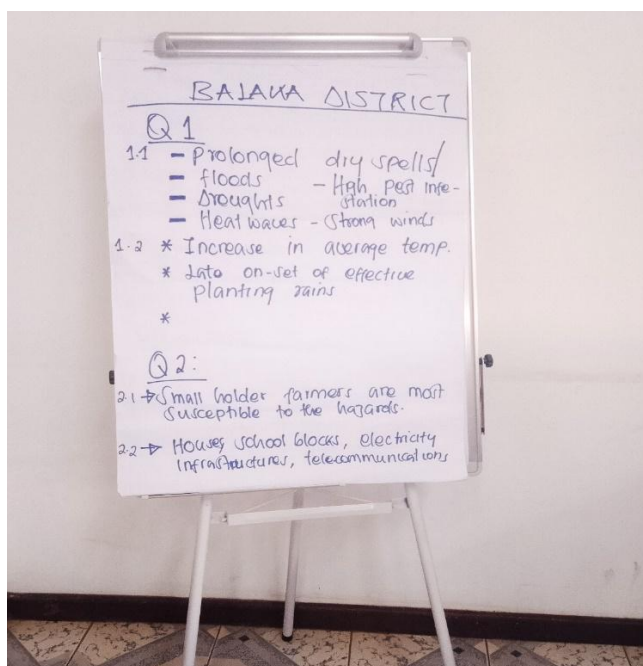 BALAKA DISTRICT
Q1
1.1 - Prolonged dry spells/
- floods - High pest infe-
- Droughts station
- Heat waves - Strong winds
1.2 * Increase in average temp.
* Late on-set of effective
planting rains
*
Q2:
2.1 → Small holder farmers are most
susceptible to the hazards.
2.2 → Houses, school blocks, electricity
infrastructures, telecommunications